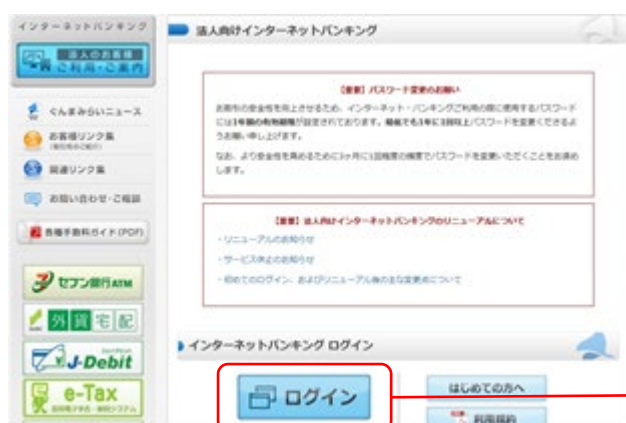 インターネットバンキング
法人のお客様
ご利用・ご案内
ぐんまみらいニュース
お客様リンク集
関連リンク集
お問い合わせ・ご相談
各種手数料ガイド(PDF)
セブン銀行ATM
外貨宅配
J-Debit
e-Tax
法人向けインターネットバンキング
【重要】パスワード変更のお願い
お取引の安全性を向上させるため、インターネット・バンキングご利用の際に使用するパスワード
には1年間の有効期限が設定されております。最低でも1年に1回以上パスワードを変更くださるよ
うお願い申し上げます。
なお、より安全性を高めるために3ヶ月に1回程度の頻度でパスワードを変更いただくことをお薦め
します。
【重要】法人向けインターネットバンキングのリニューアルについて
・リニューアルのお知らせ
・サービス休止のお知らせ
・初めてのログイン、およびリニューアル後の主な変更点について
インターネットバンキング ログイン
ログイン
はじめての方へ
利用規約